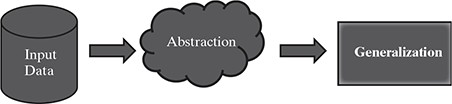 Input
Data
Abstraction
Generalization